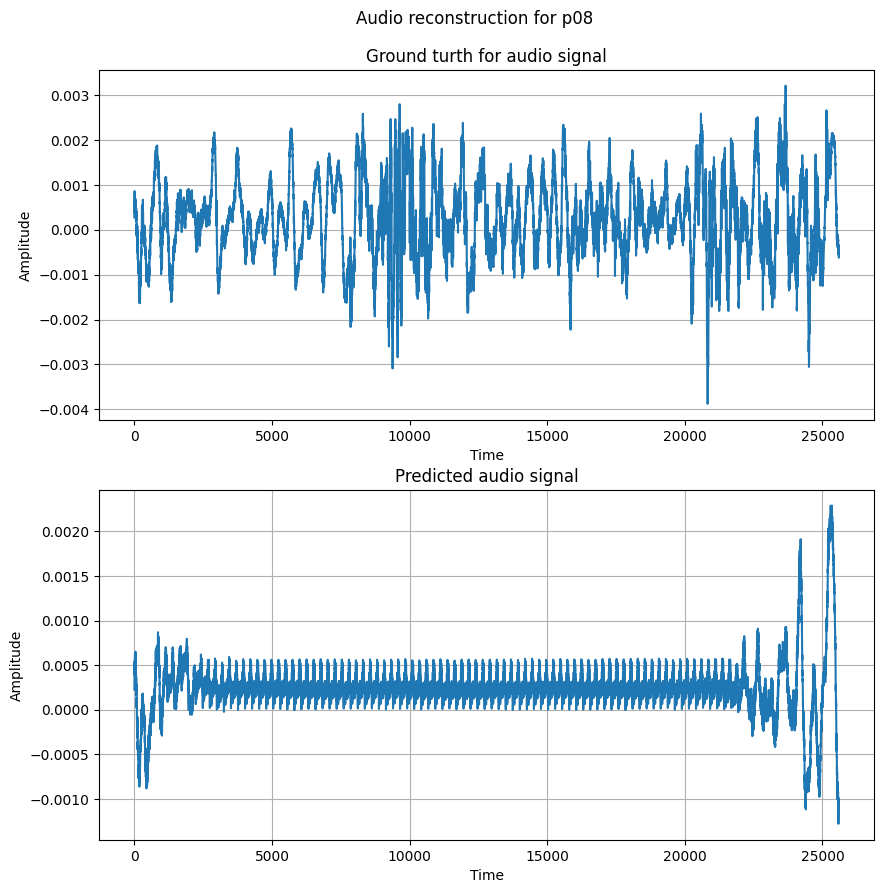 Audio reconstruction for p08
Ground turth for audio signal
0.003
0.002
0.001
0.000
−0.001
−0.002
−0.003
−0.004
Amplitude
0 5000 10000 15000 20000 25000
Time
Predicted audio signal
0.0020
0.0015
0.0010
0.0005
0.0000
−0.0005
−0.0010
Amplitude
0 5000 10000 15000 20000 25000
Time